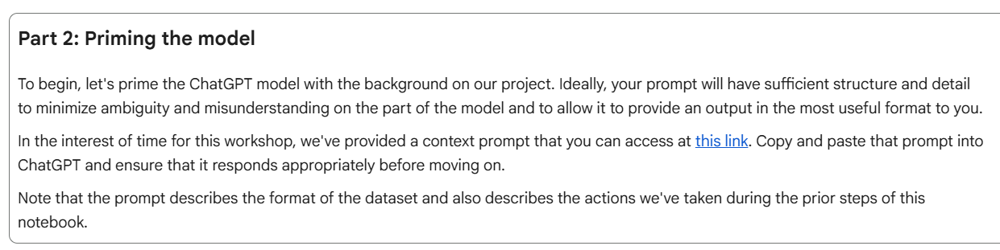 Part 2: Priming the model
To begin, let's prime the ChatGPT model with the background on our project. Ideally, your prompt will have sufficient structure and detail
to minimize ambiguity and misunderstanding on the part of the model and to allow it to provide an output in the most useful format to you.
In the interest of time for this workshop, we've provided a context prompt that you can access at this link. Copy and paste that prompt into
ChatGPT and ensure that it responds appropriately before moving on.
Note that the prompt describes the format of the dataset and also describes the actions we've taken during the prior steps of this
notebook.